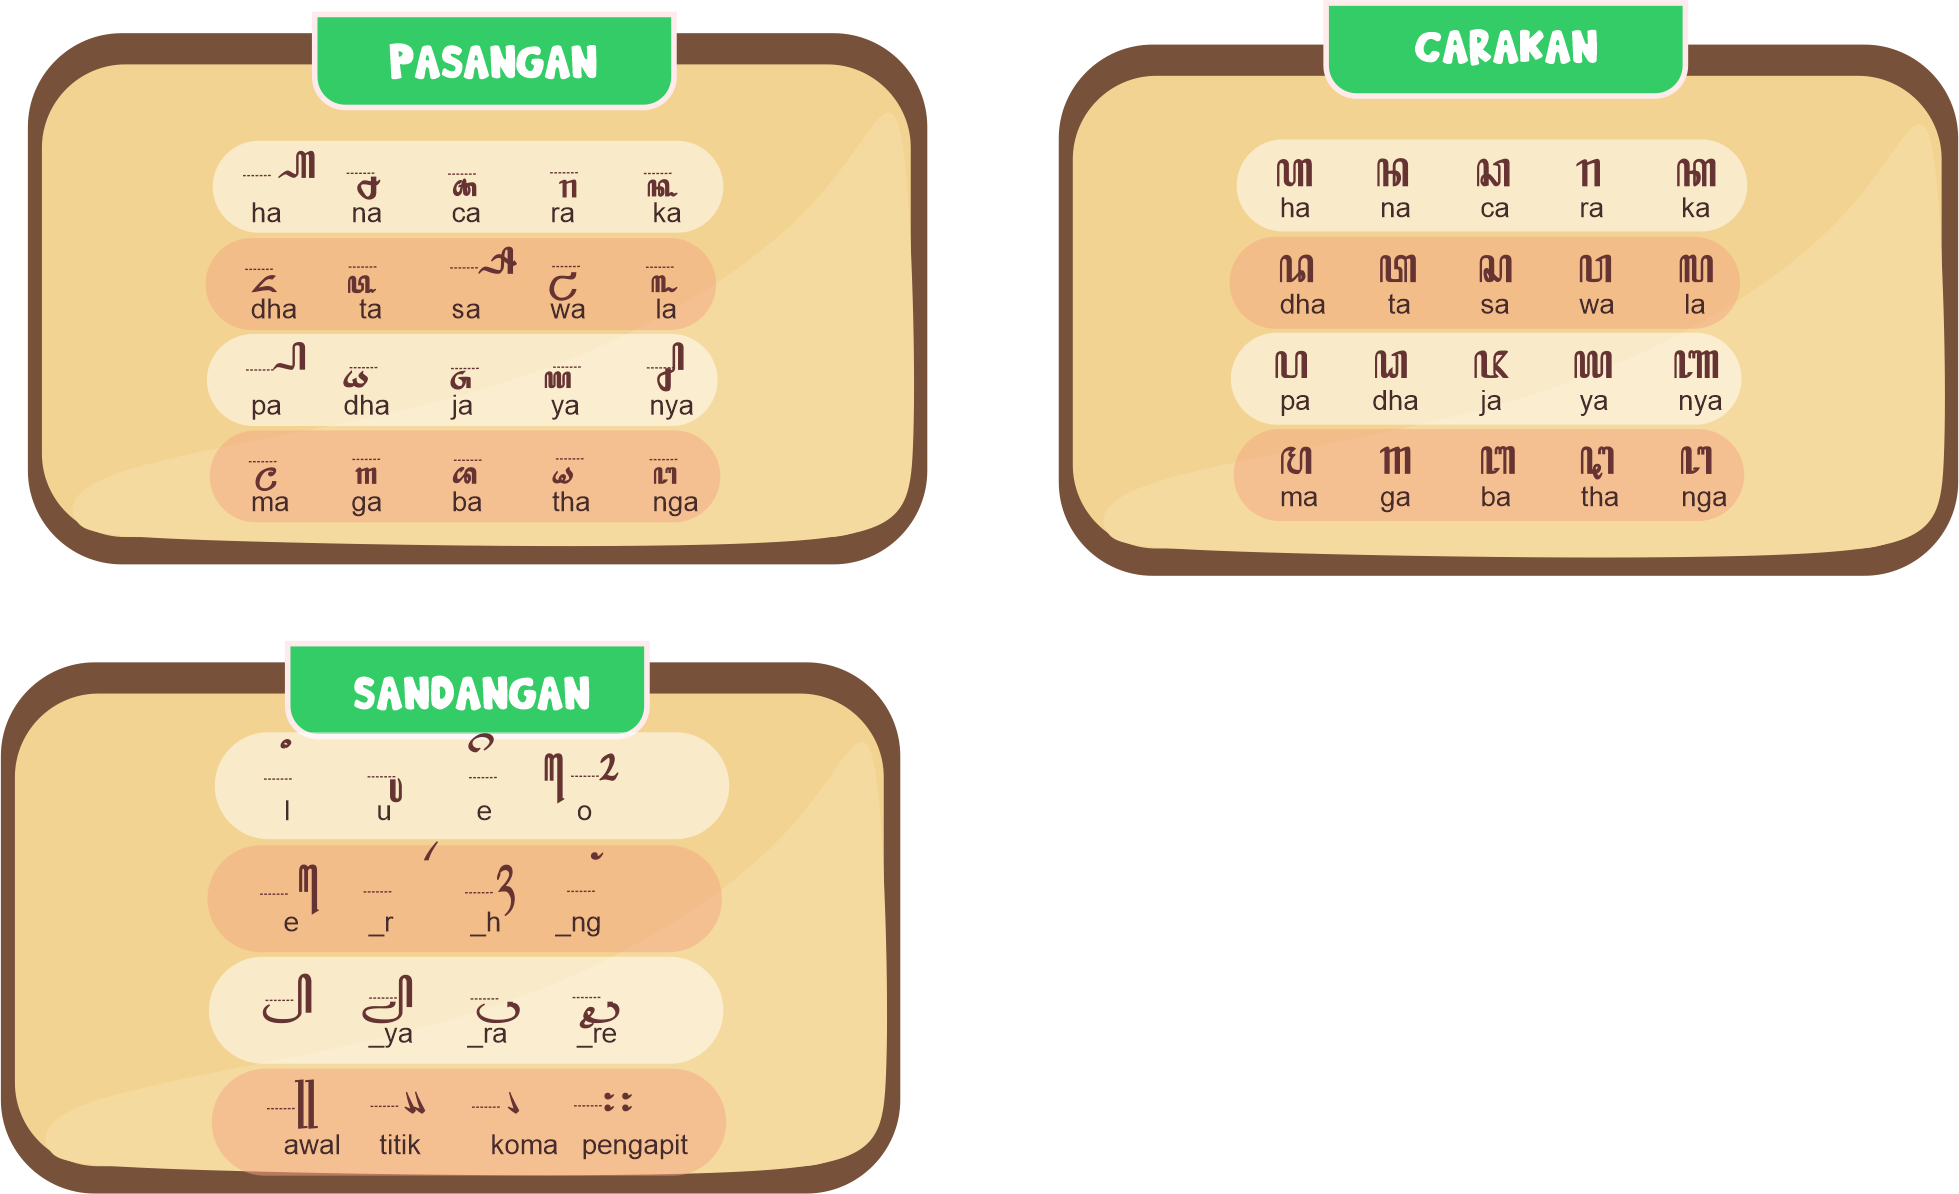 PASANGAN
꧀ꦲ ꧀ꦤ ꧀ꦕ ꧀ꦫ ꧀ꦏ
ha na ca ra ka
꧀ꦢ ꧀ꦠ ꧀ꦱ ꧀ꦮ ꧀ꦭ
dha ta sa wa la
꧀ꦥ ꧀ꦝ ꧀ꦗ ꧀ꦪ ꧀ꦚ
pa dha ja ya nya
꧀ꦩ ꧀ꦒ ꧀ꦧ ꧀ꦛ ꧀ꦔ
ma ga ba tha nga
CARAKAN
ꦲ ꦤ ꦕ ꦫ ꦏ
ha na ca ra ka
ꦢ ꦠ ꦱ ꦮ ꦭ
dha ta sa wa la
ꦥ ꦝ ꦗ ꦪ ꦚ
pa dha ja ya nya
ꦩ ꦒ ꦧ ꦛ ꦔ
ma ga ba tha nga
SANDANGAN
ꦶ ꦸ ꦼ ꦺꦴ
I u e o
ꦺ ꦂ ꦃ ꦁ
e _r _h _ng
꧀ ꦾ ꦿ ꦽ
_ya _ra _re
꧋ ꧉ ꧈ ꧇
awal titik koma pengapit